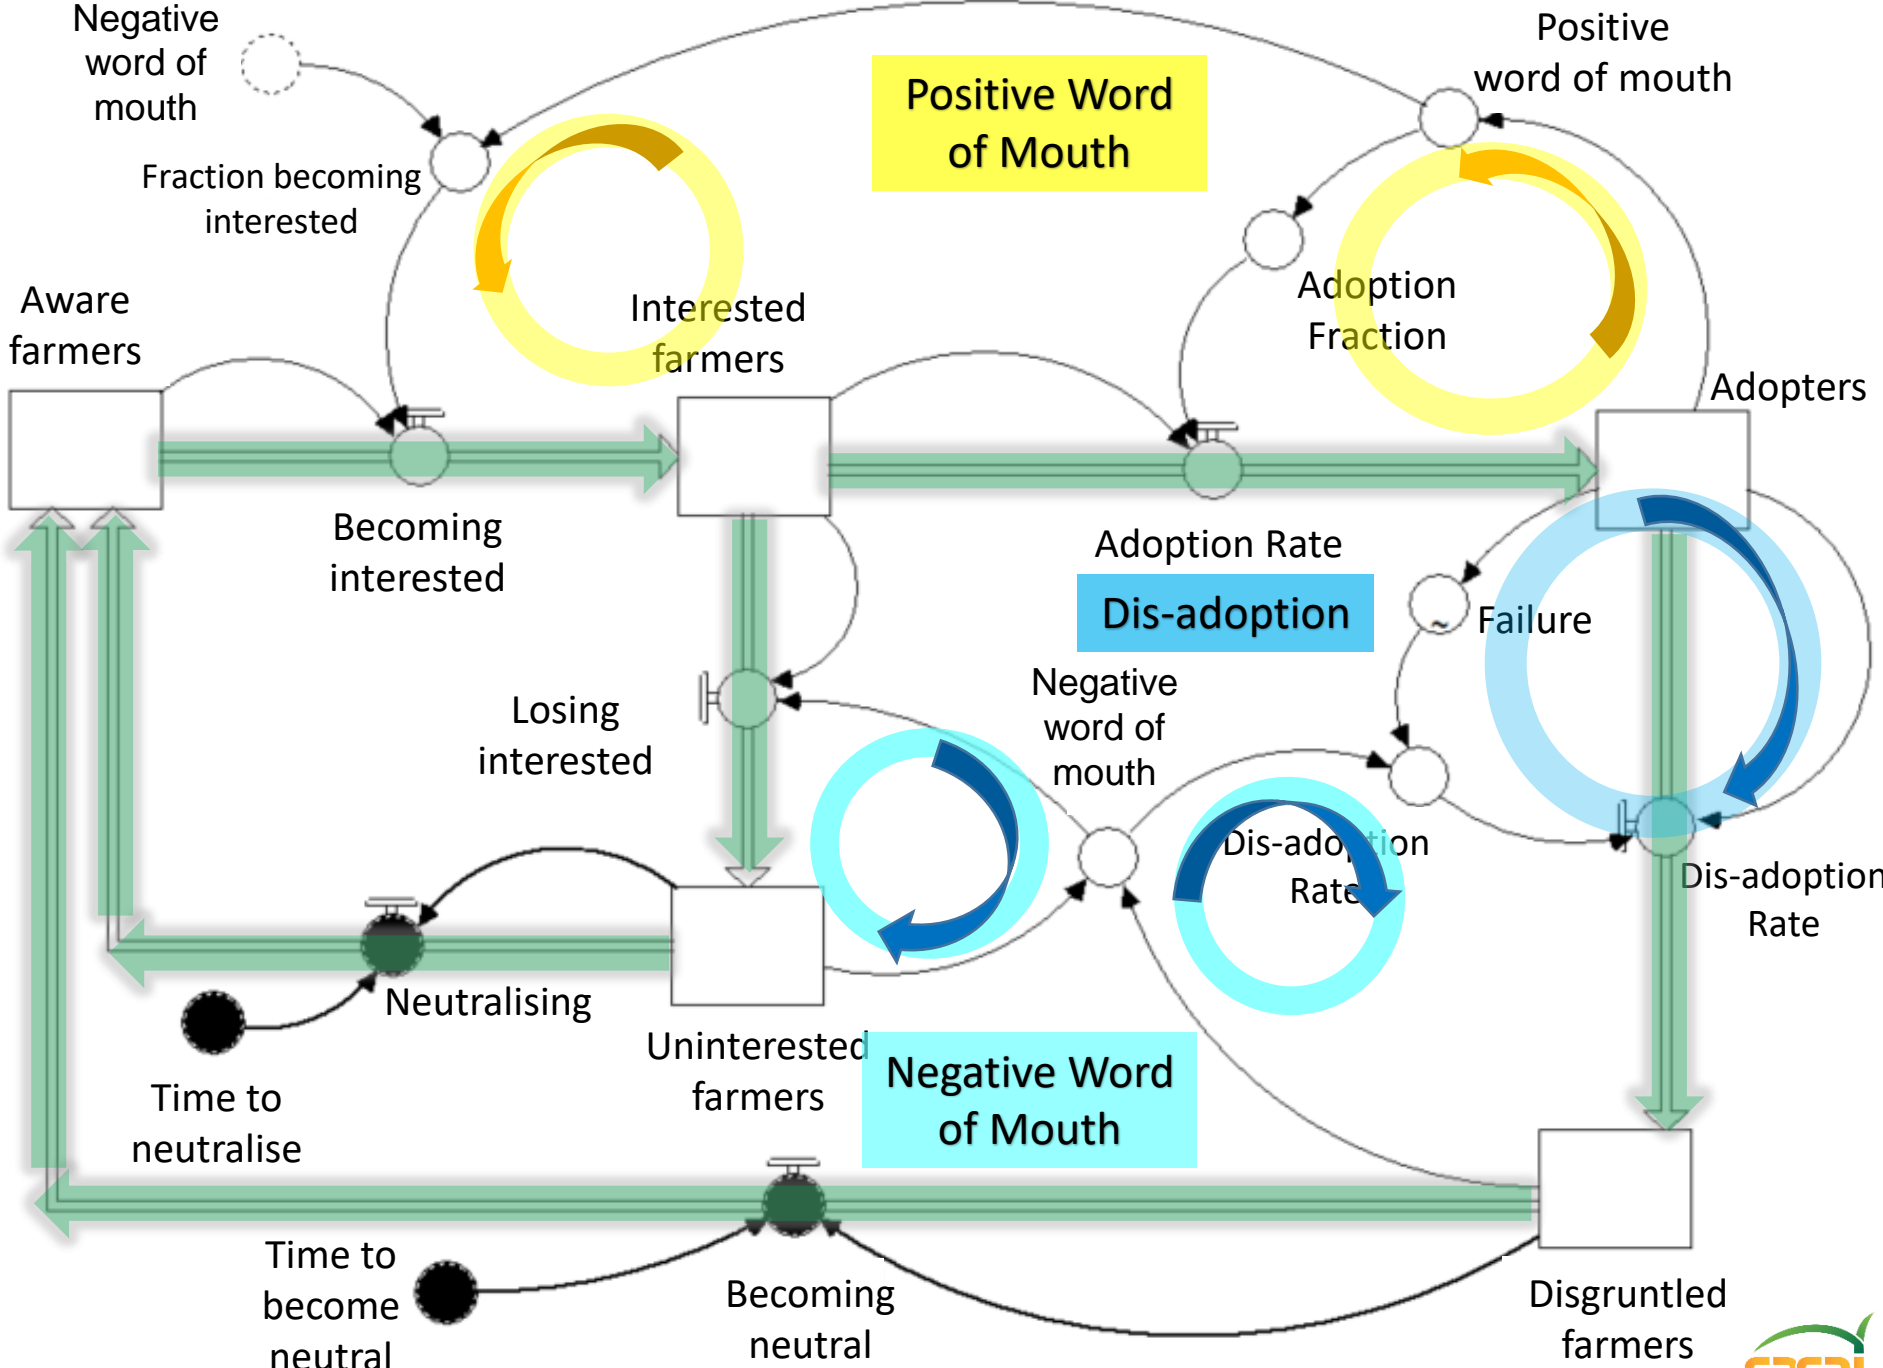 Negative
word of
mouth
Positive
word of mouth
Positive Word
of Mouth
Fraction becoming
interested
Aware
farmers
Interested
farmers
Adoption
Fraction
Adopters
Becoming
interested
Adoption Rate
Dis-adoption
Failure
Losing
interested
Negative
word of
mouth
Dis-adoption
Rate
Dis-adoption
Rate
~
Neutralising
Uninterested
farmers
Negative Word
of Mouth
Time to
neutralise
Time to
become
neutral
Becoming
neutral
Disgruntled
farmers